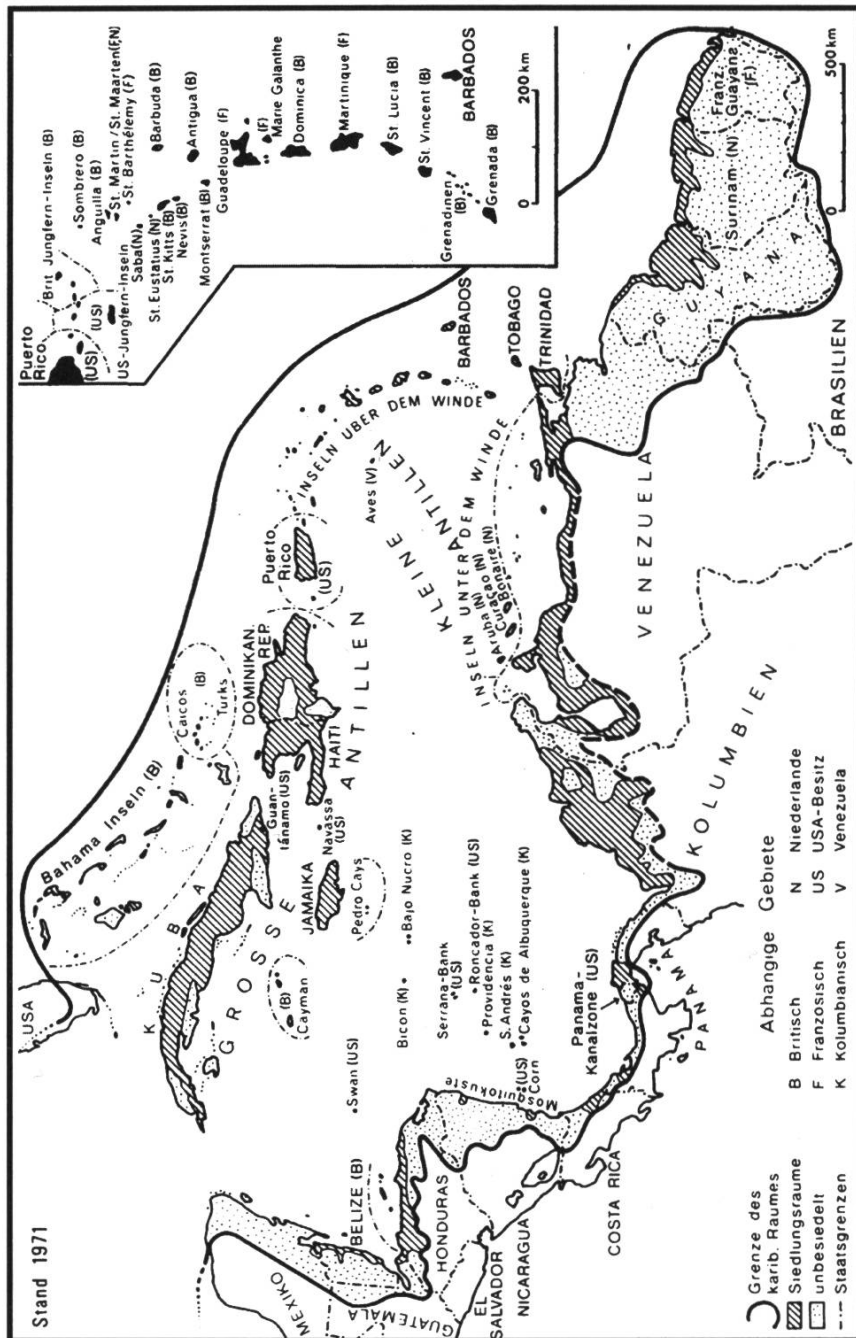 Stand 1971
USA
Bahama Inseln (B)
Caicos
(B)
Turks
K U B A
GROSSE
ANTILLEN
(B)
Cayman
JAMAIKA
Pedro Cays
Guan-
tánamo (US)
Navassa
(US)
HAITI
DOMINIKAN.
REP.
Puerto
Rico
(US)
INSELN ÜBER DEM WINDE
Aves (V)
KLEINE
ANTILLEN
INSELN UNTER DEM WINDE
Aruba (N)
Curaçao (N)
Bonaire (N)
BARBADOS
TOBAGO
TRINIDAD
Swan (US)
Bicon (K)
Bajo Nucro (K)
Serrana-Bank
(US)
Roncador-Bank (US)
Providencia (K)
S. Andrés (K)
Cayos de Albuquerque (K)
(US)
Corn
Mosquitoküste
Panama-
Kanalzone (US)
PANAMA
MEXIKO
BELIZE (B)
GUATEMALA
HONDURAS
EL
SALVADOR
NICARAGUA
COSTA RICA
KOLUMBIEN
VENEZUELA
BRASILIEN
GUYANA
Surinam (N)
Franz.
Guayana
(F)
0 500 km
Puerto
Rico
(US)
Brit Jungfern-Inseln (B)
(US)
US-Jungfern-Inseln
Sombrero (B)
Anguilla (B)
St. Martin / St. Maarten(FN)
St. Barthélemy (F)
Saba(N)
St. Eustatius(N)
St. Kitts (B)
Nevis(B)
Barbuda (B)
Antigua (B)
Montserrat (B)
Guadeloupe (F)
(F)
Marie Galanthe
Dominica (B)
Martinique (F)
St Lucia (B)
St. Vincent (B)
BARBADOS
Grenadinen
(B)
Grenada (B)
0 200 km
Grenze des
karib. Raumes
Siedlungsräume
unbesiedelt
Staatsgrenzen
Abhängige Gebiete
B Britisch
F Französisch
K Kolumbianisch
N Niederlande
US USA-Besitz
V Venezuela